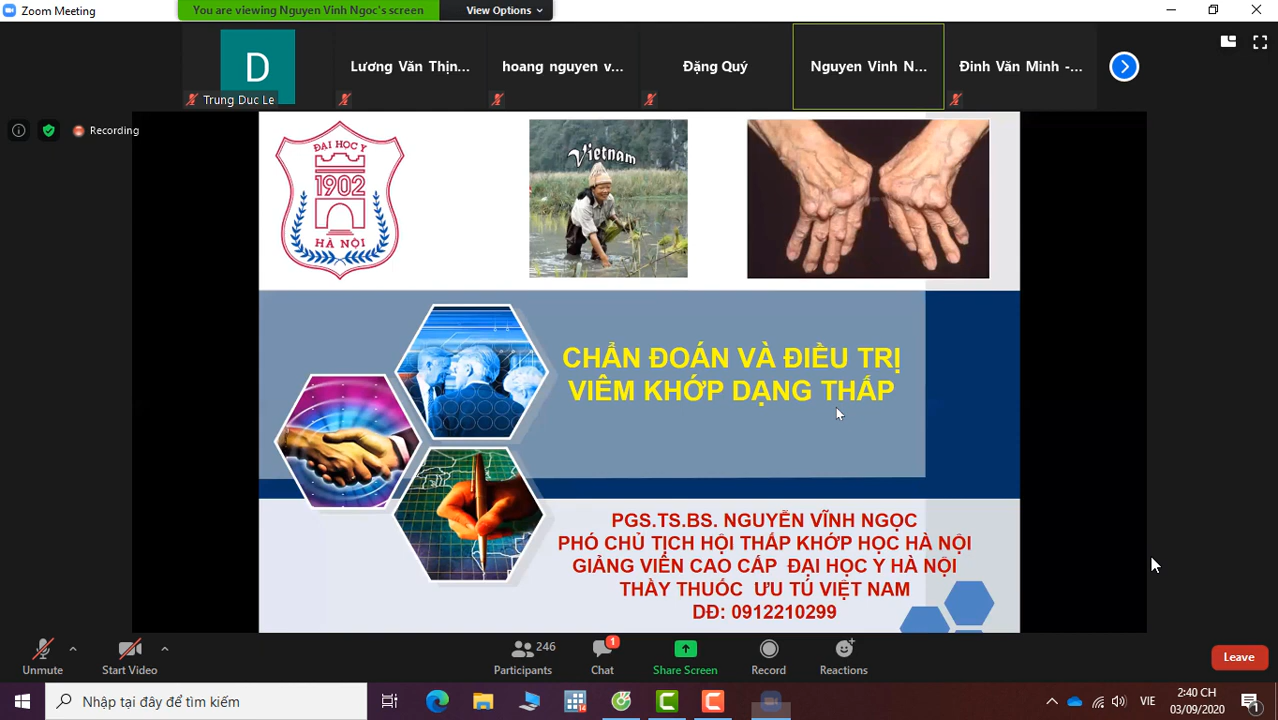 Zoom Meeting
You are viewing Nguyen Vinh Ngoc's screen
View Options
D
Trung Duc Le
Lương Văn Thịn...
hoang nguyen v...
Đặng Quý
Nguyen Vinh N...
Đinh Văn Minh -...
Recording
ĐẠI HỌC Y
1902
HÀ NỘI
Vietnam
CHẨN ĐOÁN VÀ ĐIỀU TRỊ
VIÊM KHỚP DẠNG THẤP
PGS.TS.BS. NGUYỄN VĨNH NGỌC
PHÓ CHỦ TỊCH HỘI THẤP KHỚP HỌC HÀ NỘI
GIẢNG VIÊN CAO CẤP ĐẠI HỌC Y HÀ NỘI
THÀY THUỐC ƯU TÚ VIỆT NAM
DĐ: 0912210299
Unmute
Start Video
246
Participants
1
Chat
Share Screen
Record
Reactions
Leave
Nhập tại đây để tìm kiếm
14
VIE
2:40 CH
03/09/2020
1